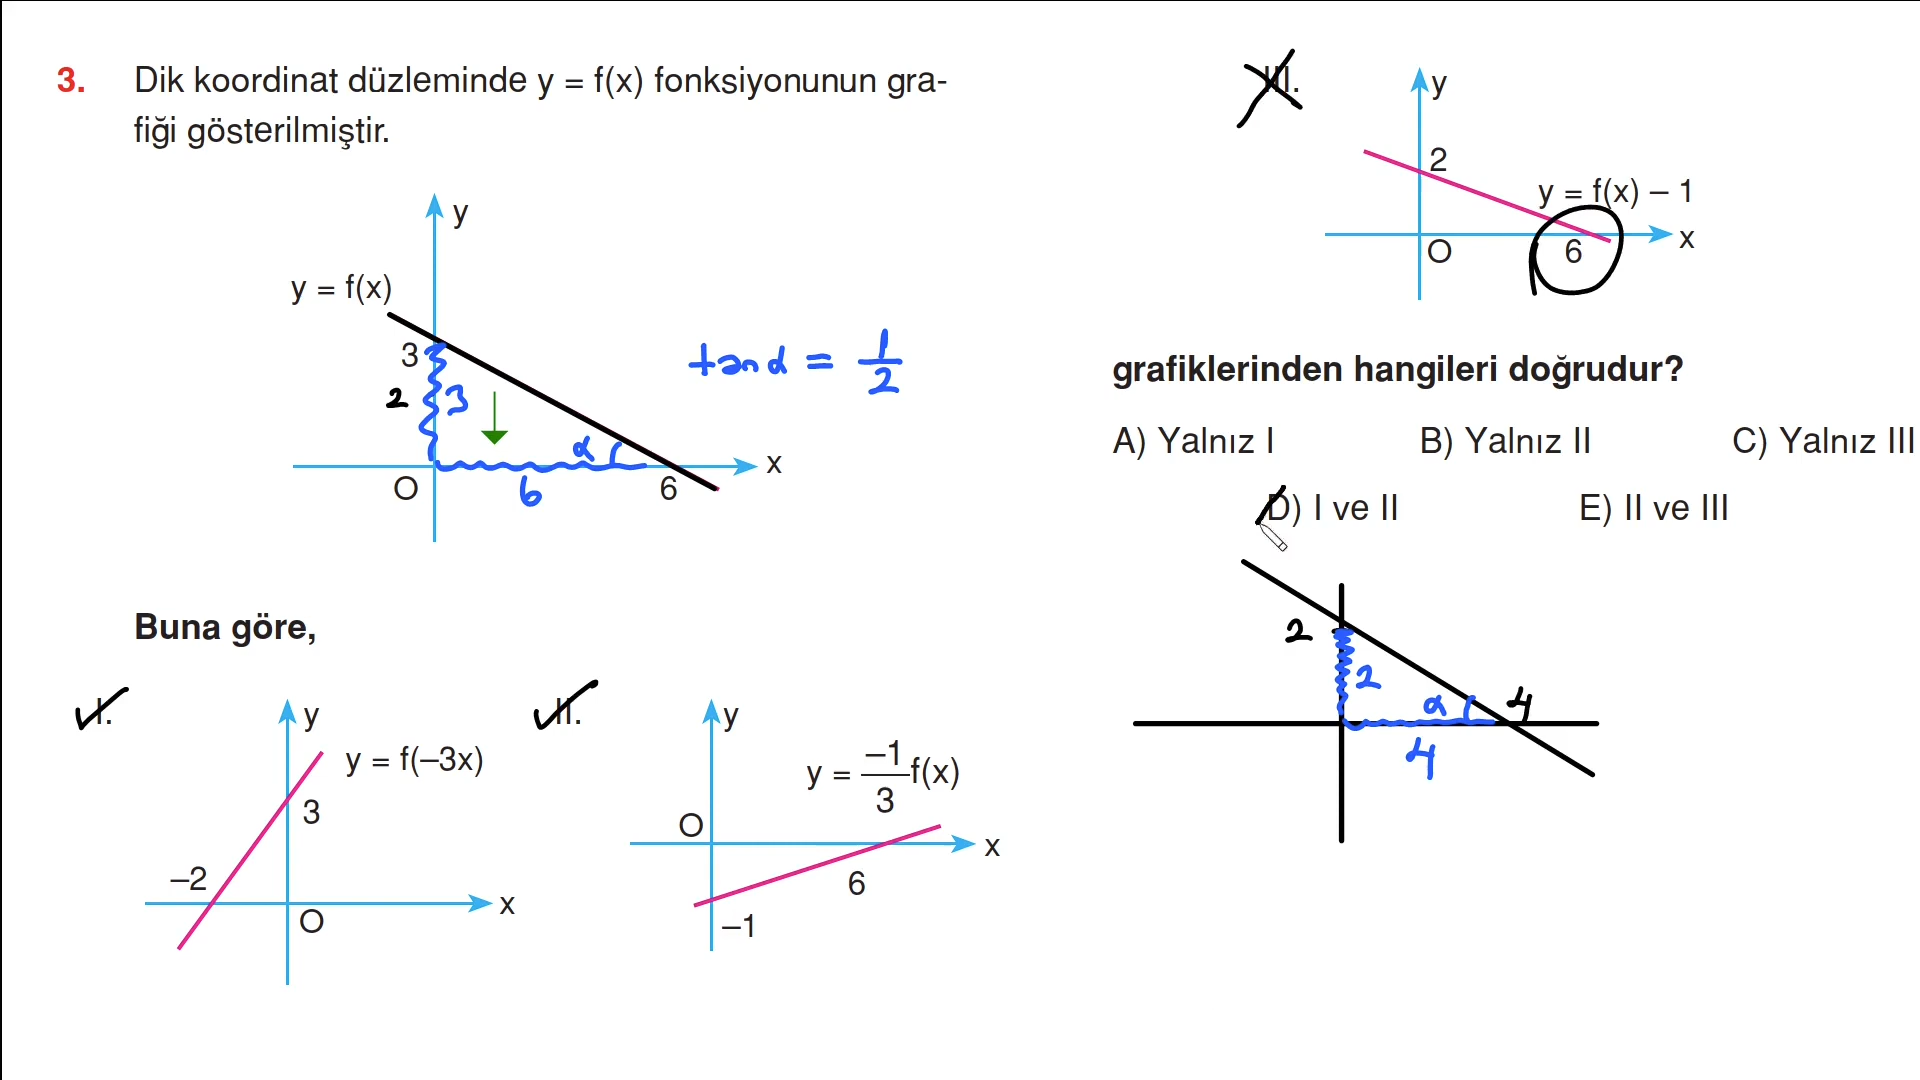 3. Dik koordinat düzleminde y = f(x) fonksiyonunun gra-
fiği gösterilmiştir.
y
y = f(x)
3
2
3
α
x
O
6
6
tan α = 1/2
Buna göre,
I.
y
y = f(–3x)
3
–2
x
O
II.
y
y = –1/3 f(x)
O
x
6
–1
III.
y
2
y = f(x) – 1
x
O
6
grafiklerinden hangileri doğrudur?
A) Yalnız I B) Yalnız II C) Yalnız III
D) I ve II E) II ve III
2
2
α
4
4